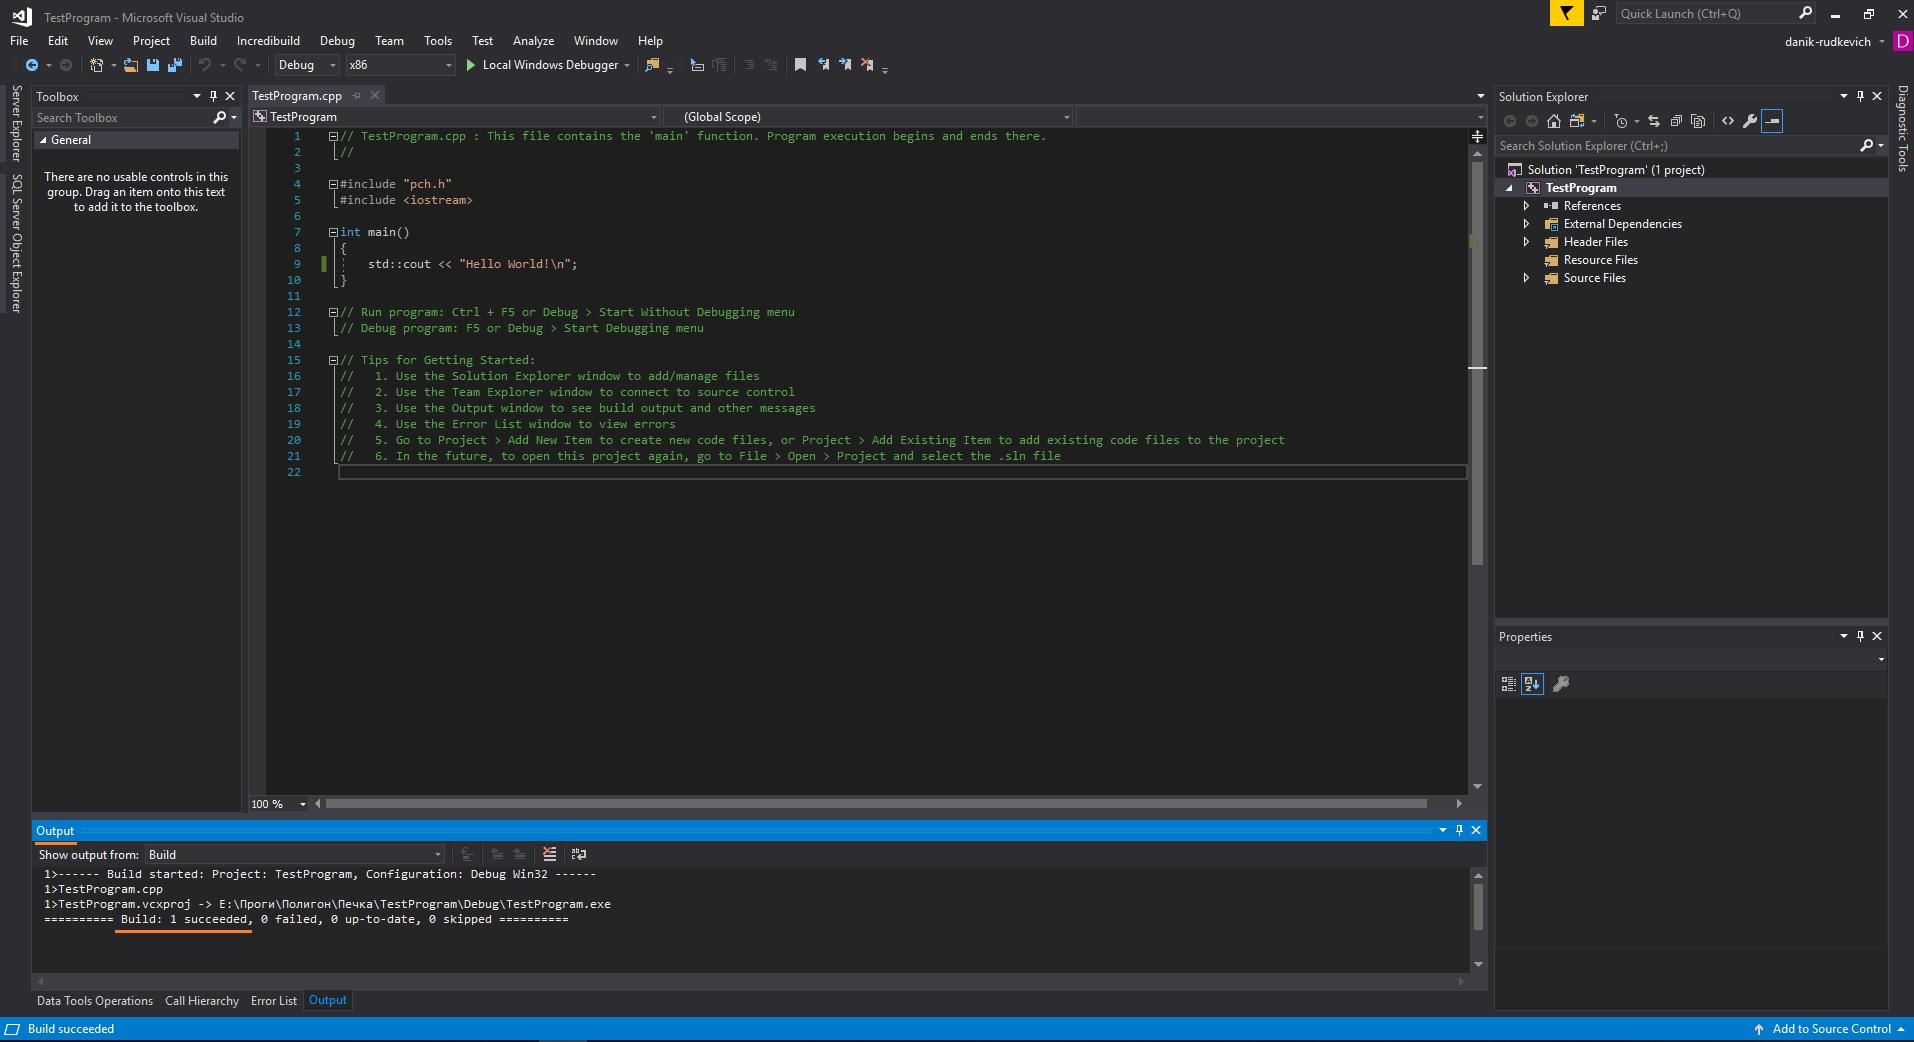 TestProgram - Microsoft Visual Studio
Quick Launch (Ctrl+Q)
File Edit View Project Build Incredibuild Debug Team Tools Test Analyze Window Help
danik-rudkevich D
Debug x86 Local Windows Debugger
Server Explorer
SQL Server Object Explorer
Toolbox
Search Toolbox
General
There are no usable controls in this
group. Drag an item onto this text
to add it to the toolbox.
TestProgram.cpp
TestProgram (Global Scope)
1 // TestProgram.cpp : This file contains the 'main' function. Program execution begins and ends there.
2 //
3
4 #include "pch.h"
5 #include <iostream>
6
7 int main()
8 {
9 std::cout << "Hello World!\n";
10 }
11
12 // Run program: Ctrl + F5 or Debug > Start Without Debugging menu
13 // Debug program: F5 or Debug > Start Debugging menu
14
15 // Tips for Getting Started:
16 //   1. Use the Solution Explorer window to add/manage files
17 //   2. Use the Team Explorer window to connect to source control
18 //   3. Use the Output window to see build output and other messages
19 //   4. Use the Error List window to view errors
20 //   5. Go to Project > Add New Item to create new code files, or Project > Add Existing Item to add existing code files to the project
21 //   6. In the future, to open this project again, go to File > Open > Project and select the .sln file
22
100 %
Solution Explorer
Search Solution Explorer (Ctrl+;)
Solution 'TestProgram' (1 project)
TestProgram
References
External Dependencies
Header Files
Resource Files
Source Files
Properties
Diagnostic Tools
Output
Show output from: Build
1>------ Build started: Project: TestProgram, Configuration: Debug Win32 ------
1>TestProgram.cpp
1>TestProgram.vcxproj -> E:\Проги\Полигон\Печка\TestProgram\Debug\TestProgram.exe
========== Build: 1 succeeded, 0 failed, 0 up-to-date, 0 skipped ==========
Data Tools Operations Call Hierarchy Error List Output
Build succeeded
Add to Source Control